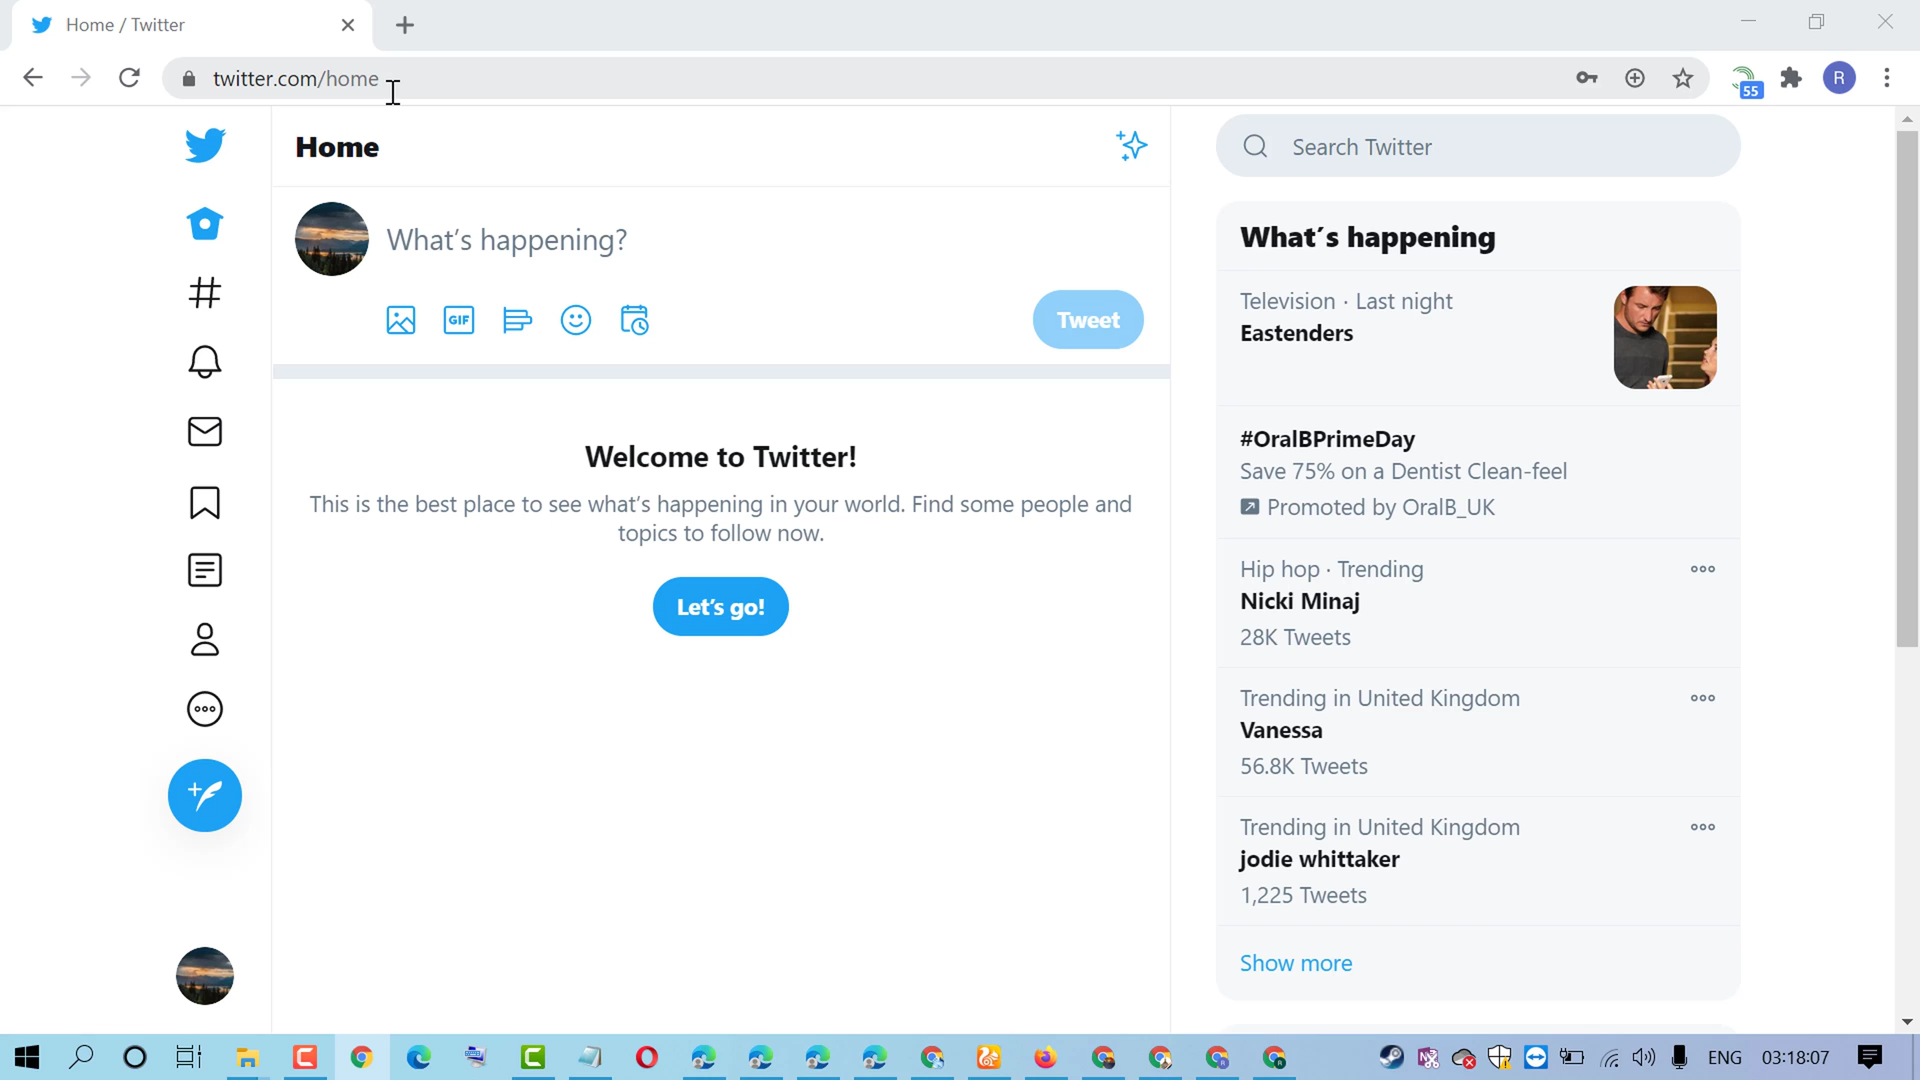 Home / Twitter
twitter.com/home
55
R
Home
Search Twitter
What's happening?
GIF
Tweet
Welcome to Twitter!
This is the best place to see what's happening in your world. Find some people and
topics to follow now.
Let's go!
What´s happening
Television · Last night
Eastenders
#OralBPrimeDay
Save 75% on a Dentist Clean-feel
Promoted by OralB_UK
Hip hop · Trending
Nicki Minaj
28K Tweets
Trending in United Kingdom
Vanessa
56.8K Tweets
Trending in United Kingdom
jodie whittaker
1,225 Tweets
Show more
ENG
03:18:07